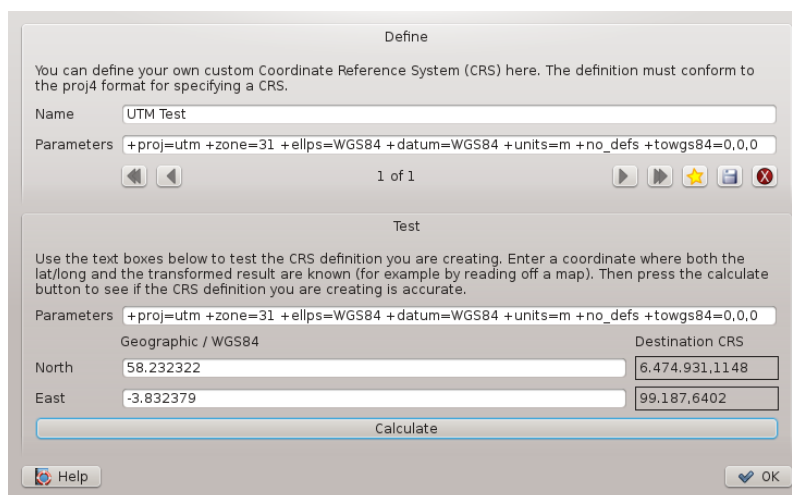 Define
You can define your own custom Coordinate Reference System (CRS) here. The definition must conform to
the proj4 format for specifying a CRS.
Name UTM Test
Parameters +proj=utm +zone=31 +ellps=WGS84 +datum=WGS84 +units=m +no_defs +towgs84=0,0,0
1 of 1
Test
Use the text boxes below to test the CRS definition you are creating. Enter a coordinate where both the
lat/long and the transformed result are known (for example by reading off a map). Then press the calculate
button to see if the CRS definition you are creating is accurate.
Parameters +proj=utm +zone=31 +ellps=WGS84 +datum=WGS84 +units=m +no_defs +towgs84=0,0,0
Geographic / WGS84 Destination CRS
North 58.232322 6.474.931,1148
East -3.832379 99.187,6402
Calculate
Help OK